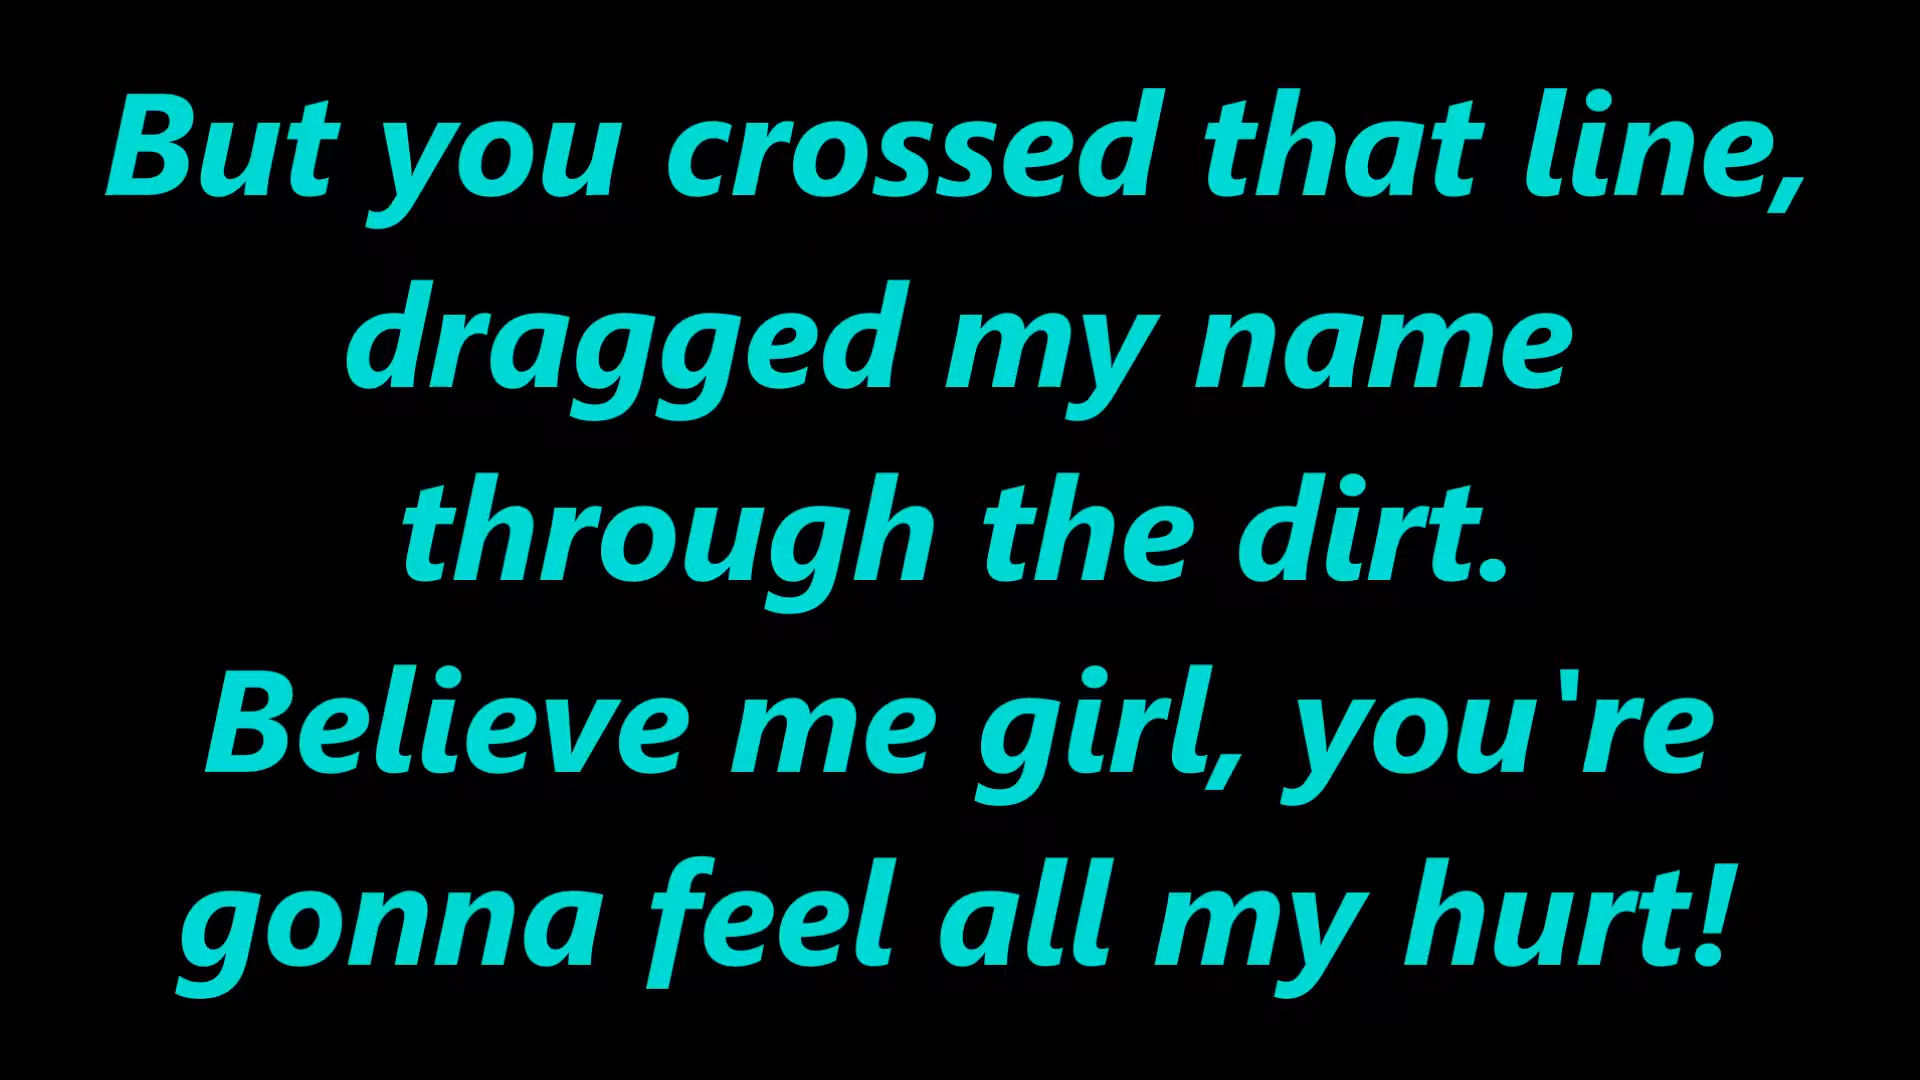 But you crossed that line,
dragged my name
through the dirt.
Believe me girl, you're
gonna feel all my hurt!